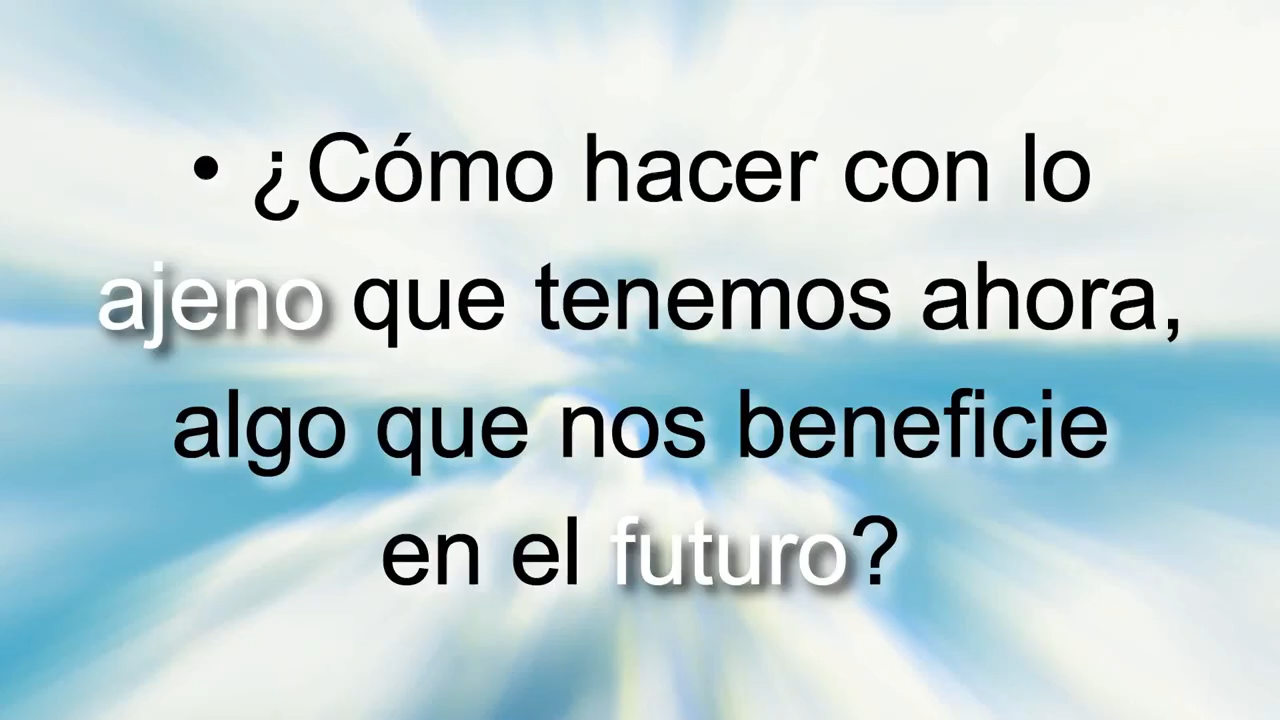 • ¿Cómo hacer con lo
ajeno que tenemos ahora,
algo que nos beneficie
en el futuro?